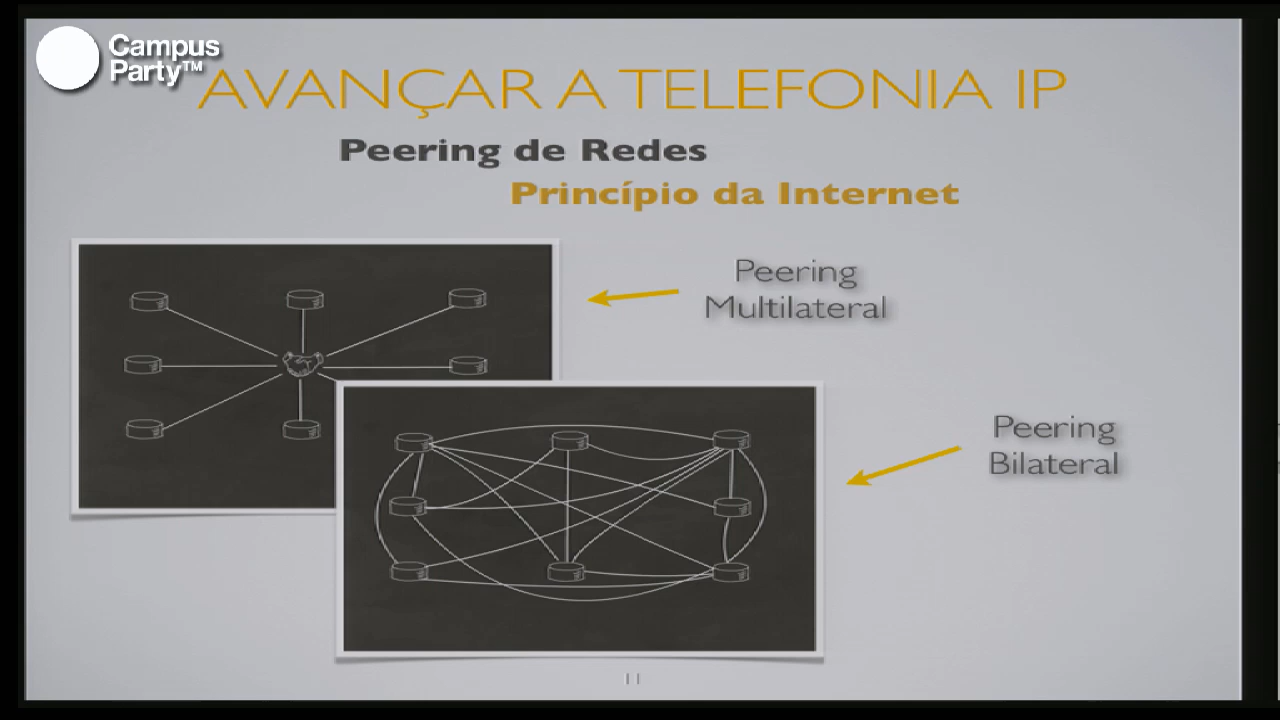 Campus
Party™
AVANÇAR A TELEFONIA IP
Peering de Redes
Princípio da Internet
Peering
Multilateral
Peering
Bilateral
11